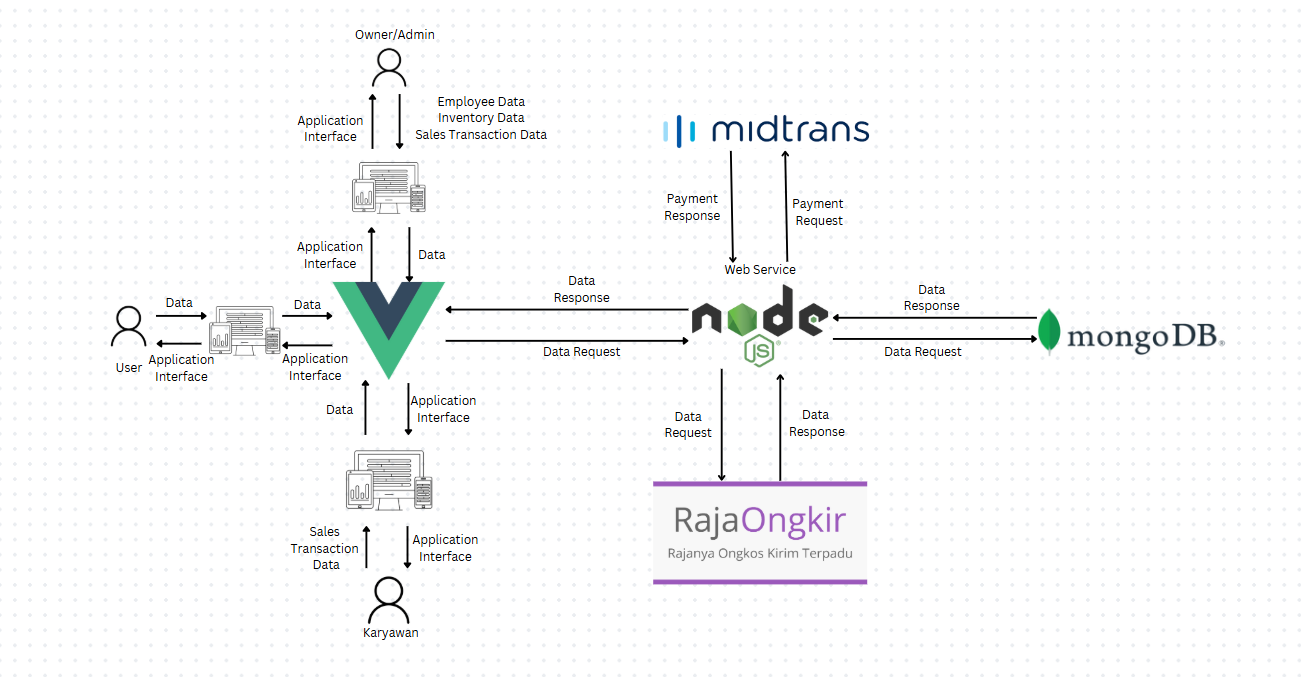 Owner/Admin
Application
Interface
Employee Data
Inventory Data
Sales Transaction Data
midtrans
Payment
Response
Payment
Request
Application
Interface
Data
Web Service
Data
Response
Data
Response
Data
Data
node
JS
mongoDB
User
Application
Interface
Application
Interface
Data Request
Data Request
Data
Application
Interface
Data
Request
Data
Response
Sales
Transaction
Data
Application
Interface
RajaOngkir
Rajanya Ongkos Kirim Terpadu
Karyawan